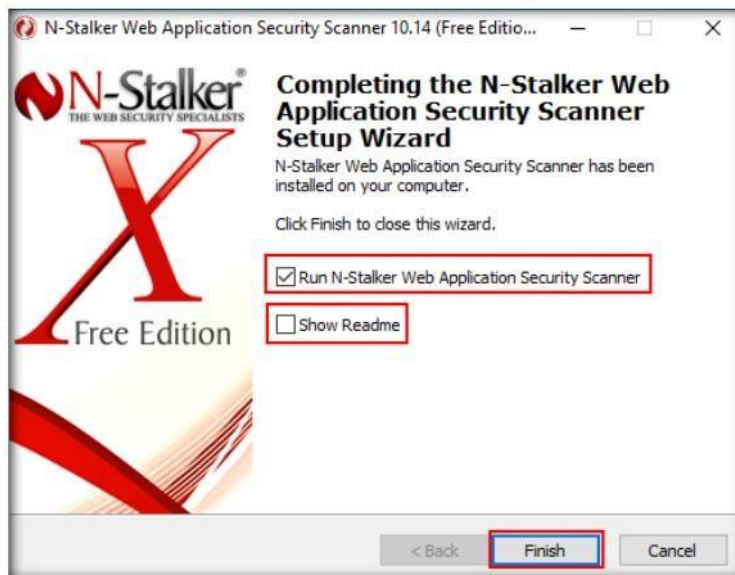 N-Stalker Web Application Security Scanner 10.14 (Free Editio...
N-Stalker®
THE WEB SECURITY SPECIALISTS
X
Free Edition
Completing the N-Stalker Web
Application Security Scanner
Setup Wizard
N-Stalker Web Application Security Scanner has been
installed on your computer.
Click Finish to close this wizard.
Run N-Stalker Web Application Security Scanner
Show Readme
< Back
Finish
Cancel